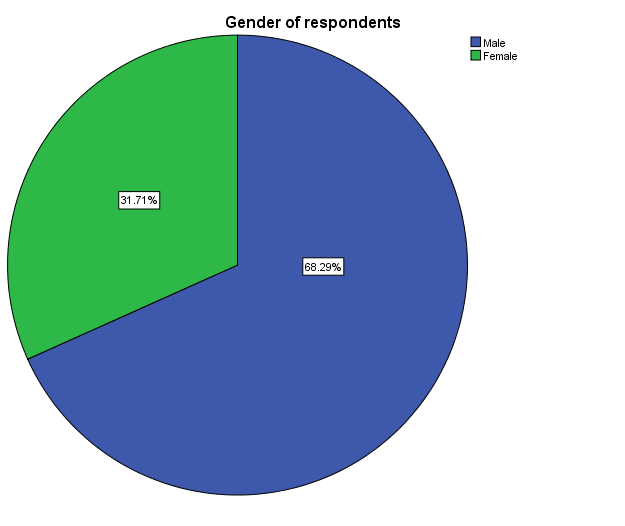 Gender of respondents
Male
Female
31.71%
68.29%